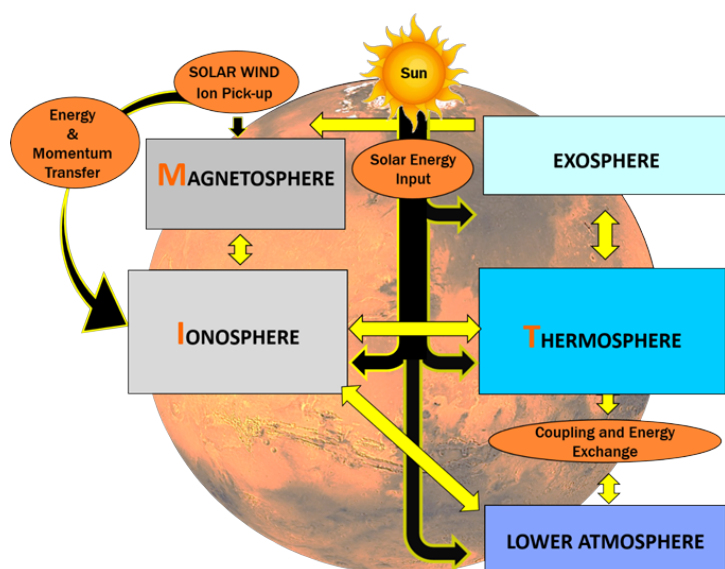 SOLAR WIND
Ion Pick-up
Sun
Energy
&
Momentum
Transfer
MAGNETOSPHERE
Solar Energy
Input
EXOSPHERE
IONOSPHERE
THERMOSPHERE
Coupling and Energy
Exchange
LOWER ATMOSPHERE